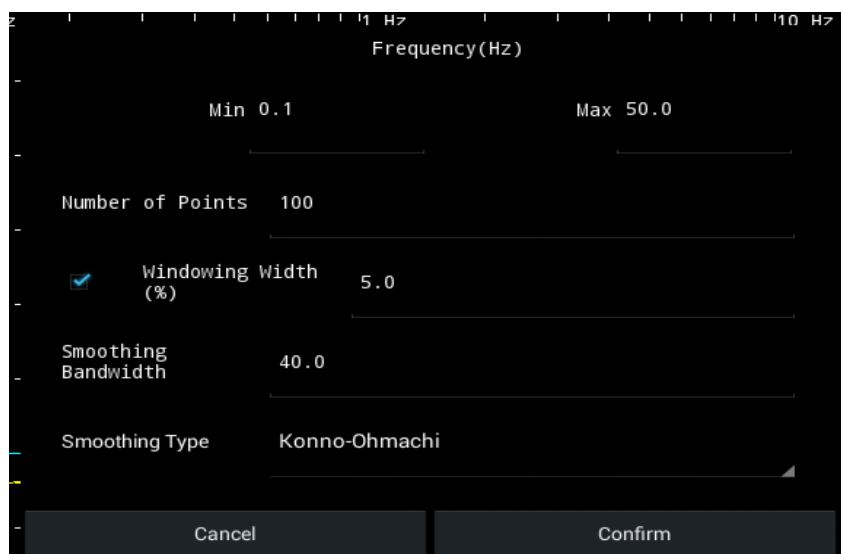 z 1 Hz 10 Hz
Frequency(Hz)
Min 0.1 Max 50.0
Number of Points 100
Windowing Width
(%) 5.0
Smoothing
Bandwidth 40.0
Smoothing Type Konno-Ohmachi
Cancel Confirm